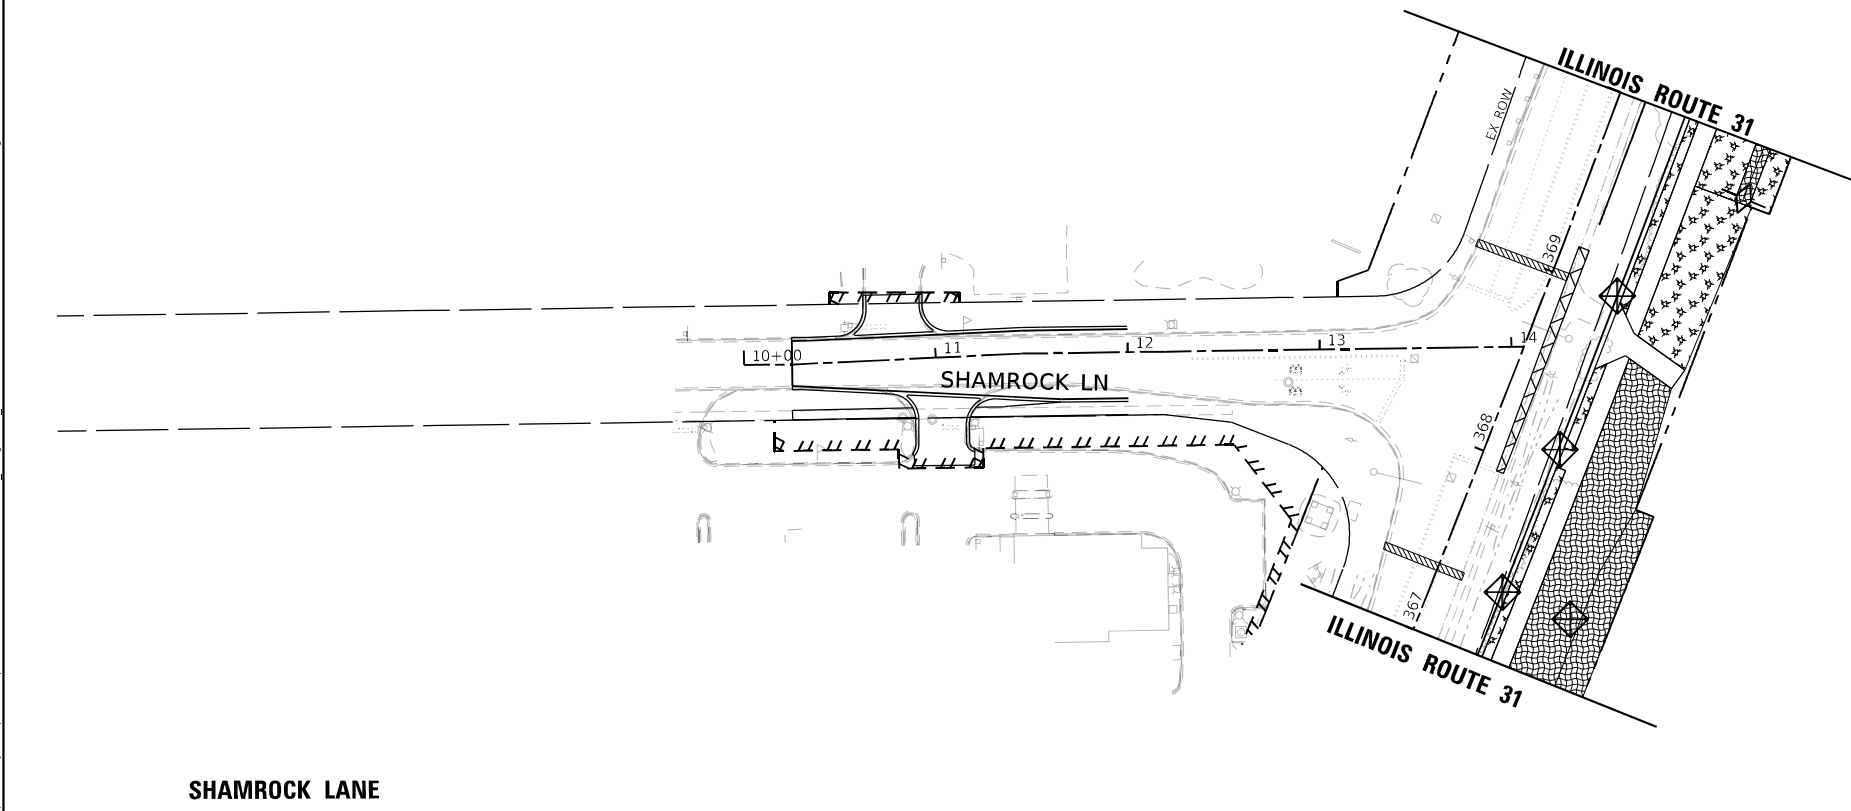 ILLINOIS ROUTE 31
EX ROW
369
10+00
11
12
13
14
SHAMROCK LN
368
367
ILLINOIS ROUTE 31
SHAMROCK LANE